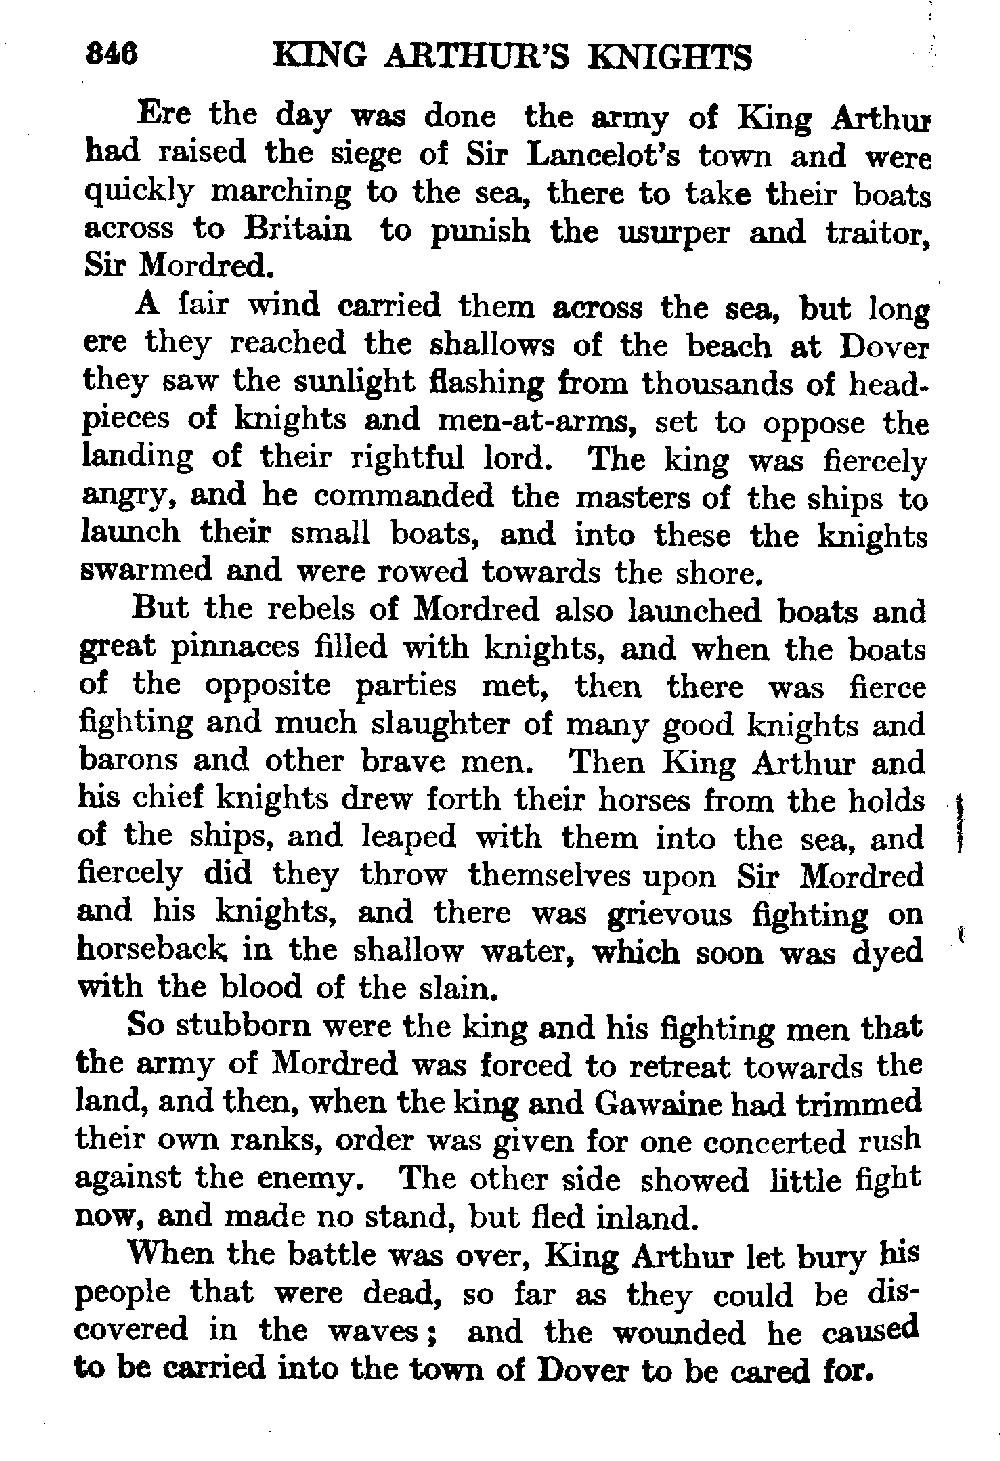 846 KING ARTHUR'S KNIGHTS
Ere the day was done the army of King Arthur
had raised the siege of Sir Lancelot's town and were
quickly marching to the sea, there to take their boats
across to Britain to punish the usurper and traitor,
Sir Mordred.
A fair wind carried them across the sea, but long
ere they reached the shallows of the beach at Dover
they saw the sunlight flashing from thousands of head-
pieces of knights and men-at-arms, set to oppose the
landing of their rightful lord. The king was fiercely
angry, and he commanded the masters of the ships to
launch their small boats, and into these the knights
swarmed and were rowed towards the shore.
But the rebels of Mordred also launched boats and
great pinnaces filled with knights, and when the boats
of the opposite parties met, then there was fierce
fighting and much slaughter of many good knights and
barons and other brave men. Then King Arthur and
his chief knights drew forth their horses from the holds
of the ships, and leaped with them into the sea, and
fiercely did they throw themselves upon Sir Mordred
and his knights, and there was grievous fighting on
horseback in the shallow water, which soon was dyed
with the blood of the slain.
So stubborn were the king and his fighting men that
the army of Mordred was forced to retreat towards the
land, and then, when the king and Gawaine had trimmed
their own ranks, order was given for one concerted rush
against the enemy. The other side showed little fight
now, and made no stand, but fled inland.
When the battle was over, King Arthur let bury his
people that were dead, so far as they could be dis-
covered in the waves; and the wounded he caused
to be carried into the town of Dover to be cared for.